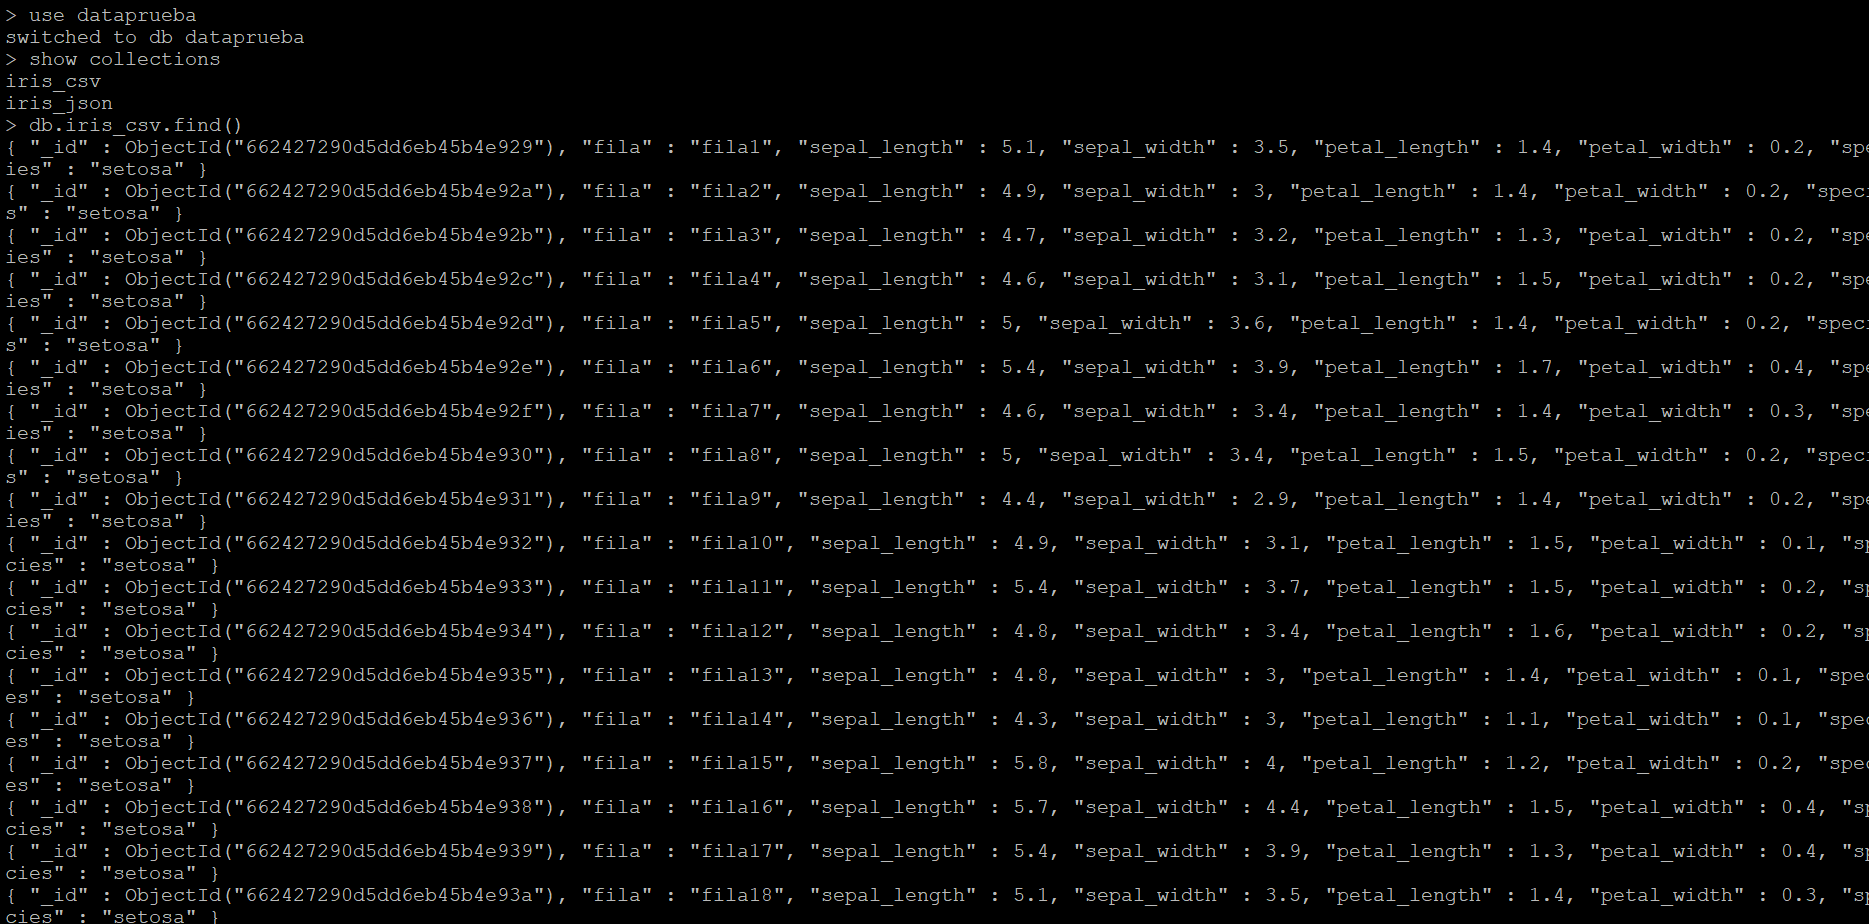 > use dataprueba
switched to db dataprueba
> show collections
iris_csv
iris_json
> db.iris_csv.find()
{ "_id" : ObjectId("662427290d5dd6eb45b4e929"), "fila" : "fila1", "sepal_length" : 5.1, "sepal_width" : 3.5, "petal_length" : 1.4, "petal_width" : 0.2, "spe
ies" : "setosa" }
{ "_id" : ObjectId("662427290d5dd6eb45b4e92a"), "fila" : "fila2", "sepal_length" : 4.9, "sepal_width" : 3, "petal_length" : 1.4, "petal_width" : 0.2, "speci
s" : "setosa" }
{ "_id" : ObjectId("662427290d5dd6eb45b4e92b"), "fila" : "fila3", "sepal_length" : 4.7, "sepal_width" : 3.2, "petal_length" : 1.3, "petal_width" : 0.2, "spe
ies" : "setosa" }
{ "_id" : ObjectId("662427290d5dd6eb45b4e92c"), "fila" : "fila4", "sepal_length" : 4.6, "sepal_width" : 3.1, "petal_length" : 1.5, "petal_width" : 0.2, "spe
ies" : "setosa" }
{ "_id" : ObjectId("662427290d5dd6eb45b4e92d"), "fila" : "fila5", "sepal_length" : 5, "sepal_width" : 3.6, "petal_length" : 1.4, "petal_width" : 0.2, "speci
s" : "setosa" }
{ "_id" : ObjectId("662427290d5dd6eb45b4e92e"), "fila" : "fila6", "sepal_length" : 5.4, "sepal_width" : 3.9, "petal_length" : 1.7, "petal_width" : 0.4, "spe
ies" : "setosa" }
{ "_id" : ObjectId("662427290d5dd6eb45b4e92f"), "fila" : "fila7", "sepal_length" : 4.6, "sepal_width" : 3.4, "petal_length" : 1.4, "petal_width" : 0.3, "spe
ies" : "setosa" }
{ "_id" : ObjectId("662427290d5dd6eb45b4e930"), "fila" : "fila8", "sepal_length" : 5, "sepal_width" : 3.4, "petal_length" : 1.5, "petal_width" : 0.2, "speci
s" : "setosa" }
{ "_id" : ObjectId("662427290d5dd6eb45b4e931"), "fila" : "fila9", "sepal_length" : 4.4, "sepal_width" : 2.9, "petal_length" : 1.4, "petal_width" : 0.2, "spe
ies" : "setosa" }
{ "_id" : ObjectId("662427290d5dd6eb45b4e932"), "fila" : "fila10", "sepal_length" : 4.9, "sepal_width" : 3.1, "petal_length" : 1.5, "petal_width" : 0.1, "sp
cies" : "setosa" }
{ "_id" : ObjectId("662427290d5dd6eb45b4e933"), "fila" : "fila11", "sepal_length" : 5.4, "sepal_width" : 3.7, "petal_length" : 1.5, "petal_width" : 0.2, "sp
cies" : "setosa" }
{ "_id" : ObjectId("662427290d5dd6eb45b4e934"), "fila" : "fila12", "sepal_length" : 4.8, "sepal_width" : 3.4, "petal_length" : 1.6, "petal_width" : 0.2, "sp
cies" : "setosa" }
{ "_id" : ObjectId("662427290d5dd6eb45b4e935"), "fila" : "fila13", "sepal_length" : 4.8, "sepal_width" : 3, "petal_length" : 1.4, "petal_width" : 0.1, "spec
es" : "setosa" }
{ "_id" : ObjectId("662427290d5dd6eb45b4e936"), "fila" : "fila14", "sepal_length" : 4.3, "sepal_width" : 3, "petal_length" : 1.1, "petal_width" : 0.1, "spec
es" : "setosa" }
{ "_id" : ObjectId("662427290d5dd6eb45b4e937"), "fila" : "fila15", "sepal_length" : 5.8, "sepal_width" : 4, "petal_length" : 1.2, "petal_width" : 0.2, "spec
es" : "setosa" }
{ "_id" : ObjectId("662427290d5dd6eb45b4e938"), "fila" : "fila16", "sepal_length" : 5.7, "sepal_width" : 4.4, "petal_length" : 1.5, "petal_width" : 0.4, "sp
cies" : "setosa" }
{ "_id" : ObjectId("662427290d5dd6eb45b4e939"), "fila" : "fila17", "sepal_length" : 5.4, "sepal_width" : 3.9, "petal_length" : 1.3, "petal_width" : 0.4, "sp
cies" : "setosa" }
{ "_id" : ObjectId("662427290d5dd6eb45b4e93a"), "fila" : "fila18", "sepal_length" : 5.1, "sepal_width" : 3.5, "petal_length" : 1.4, "petal_width" : 0.3, "sp
cies" : "setosa" }